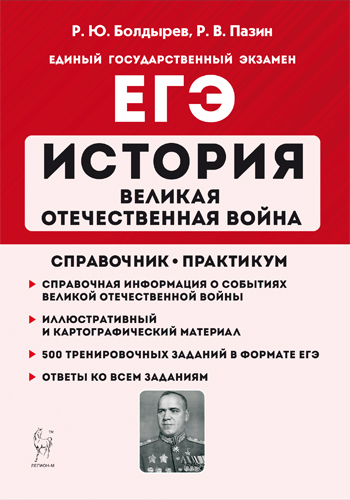 Р. Ю. Болдырев, Р. В. Пазин
ЕДИНЫЙ ГОСУДАРСТВЕННЫЙ ЭКЗАМЕН
ЕГЭ
ИСТОРИЯ
ВЕЛИКАЯ
ОТЕЧЕСТВЕННАЯ ВОЙНА
СПРАВОЧНИК • ПРАКТИКУМ
СПРАВОЧНАЯ ИНФОРМАЦИЯ О СОБЫТИЯХ
ВЕЛИКОЙ ОТЕЧЕСТВЕННОЙ ВОЙНЫ
ИЛЛЮСТРАТИВНЫЙ
И КАРТОГРАФИЧЕСКИЙ МАТЕРИАЛ
500 ТРЕНИРОВОЧНЫХ ЗАДАНИЙ В ФОРМАТЕ ЕГЭ
ОТВЕТЫ КО ВСЕМ ЗАДАНИЯМ
TM
ЛЕГИОН-М